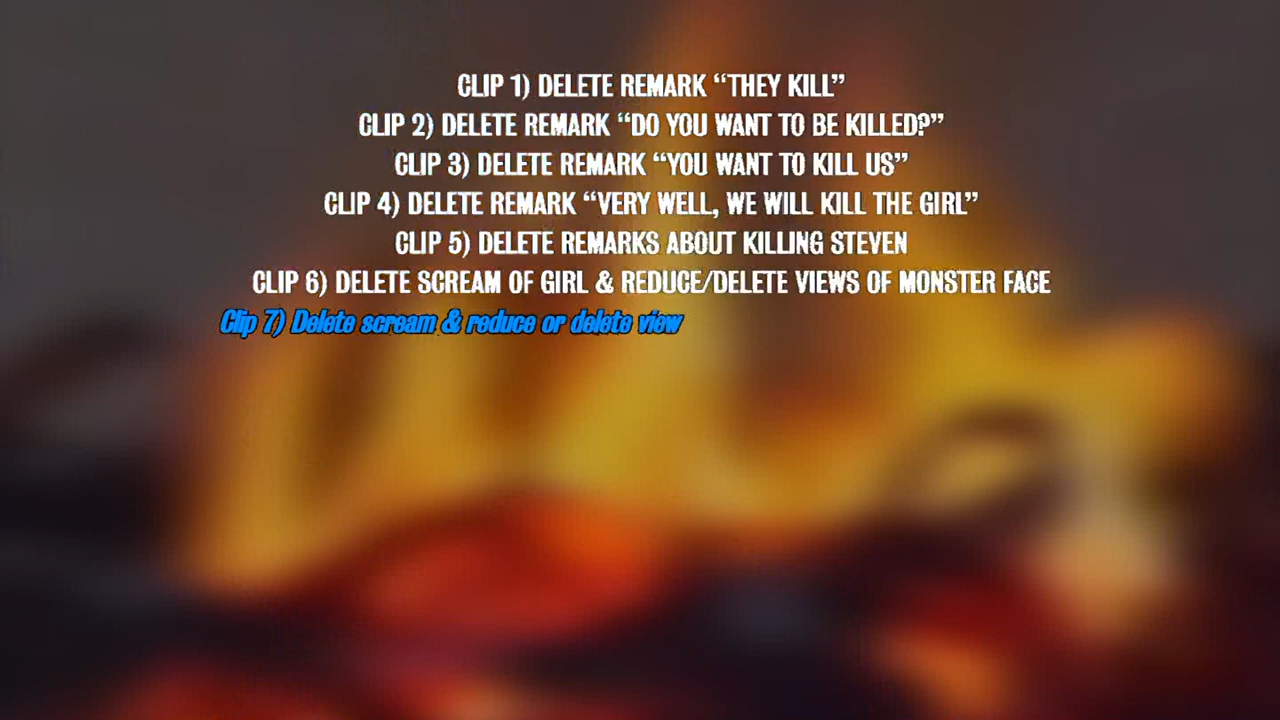 CLIP 1) DELETE REMARK “THEY KILL”
CLIP 2) DELETE REMARK “DO YOU WANT TO BE KILLED?”
CLIP 3) DELETE REMARK “YOU WANT TO KILL US”
CLIP 4) DELETE REMARK “VERY WELL, WE WILL KILL THE GIRL”
CLIP 5) DELETE REMARKS ABOUT KILLING STEVEN
CLIP 6) DELETE SCREAM OF GIRL & REDUCE/DELETE VIEWS OF MONSTER FACE
Clip 7) Delete scream & reduce or delete view